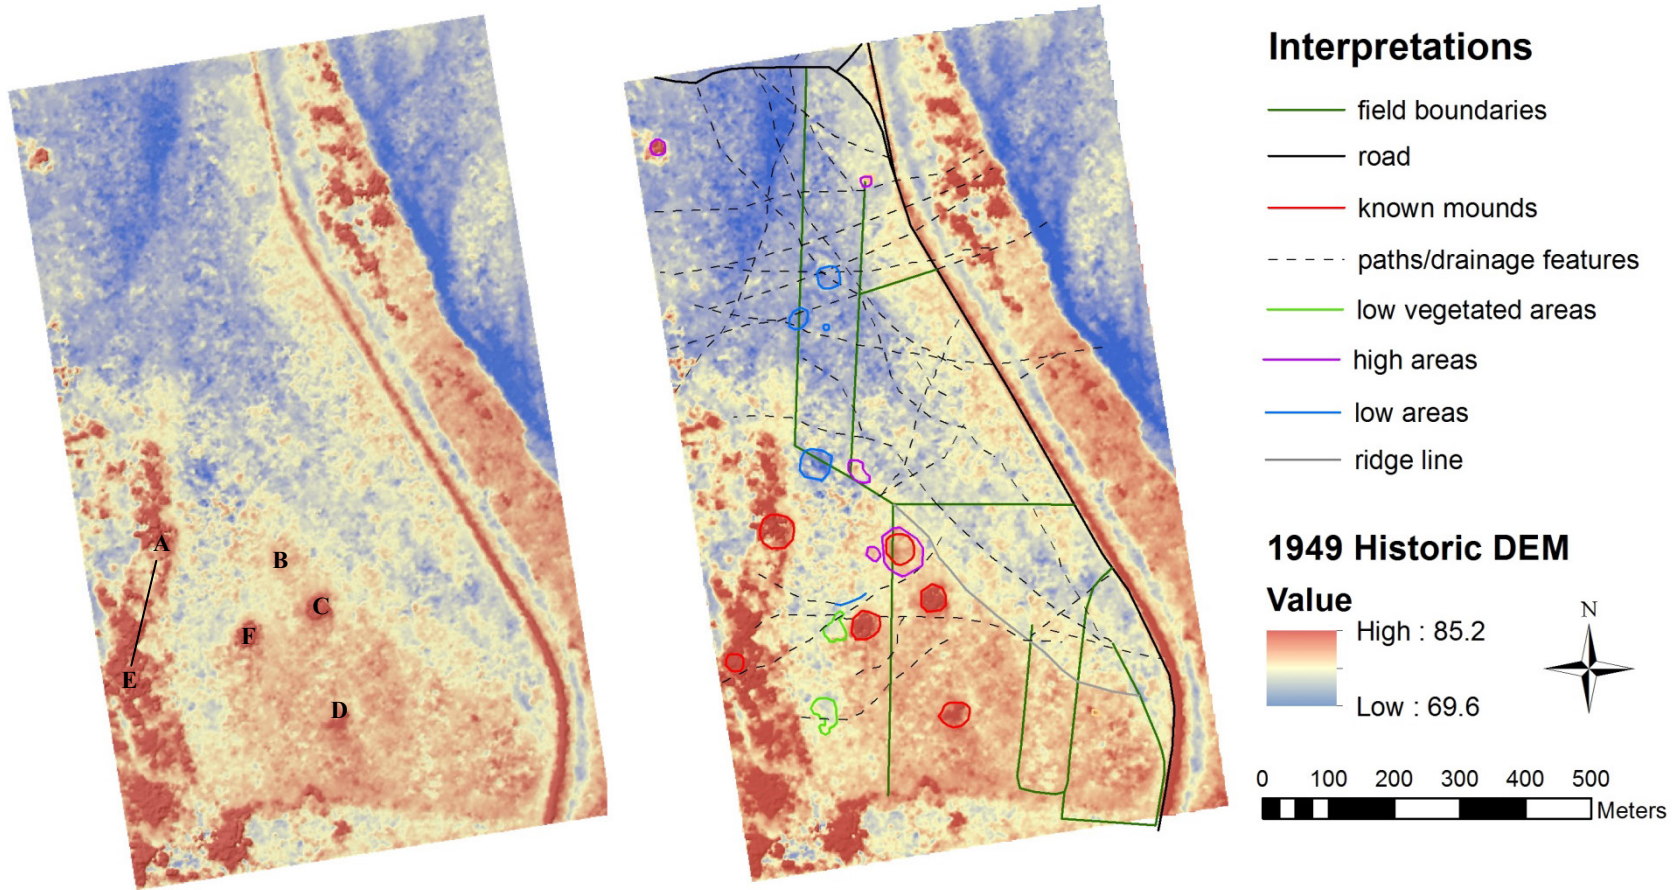 A
B
C
F
E
D
Interpretations
field boundaries
road
known mounds
paths/drainage features
low vegetated areas
high areas
low areas
ridge line
1949 Historic DEM
Value
High : 85.2
Low : 69.6
N
0 100 200 300 400 500
Meters